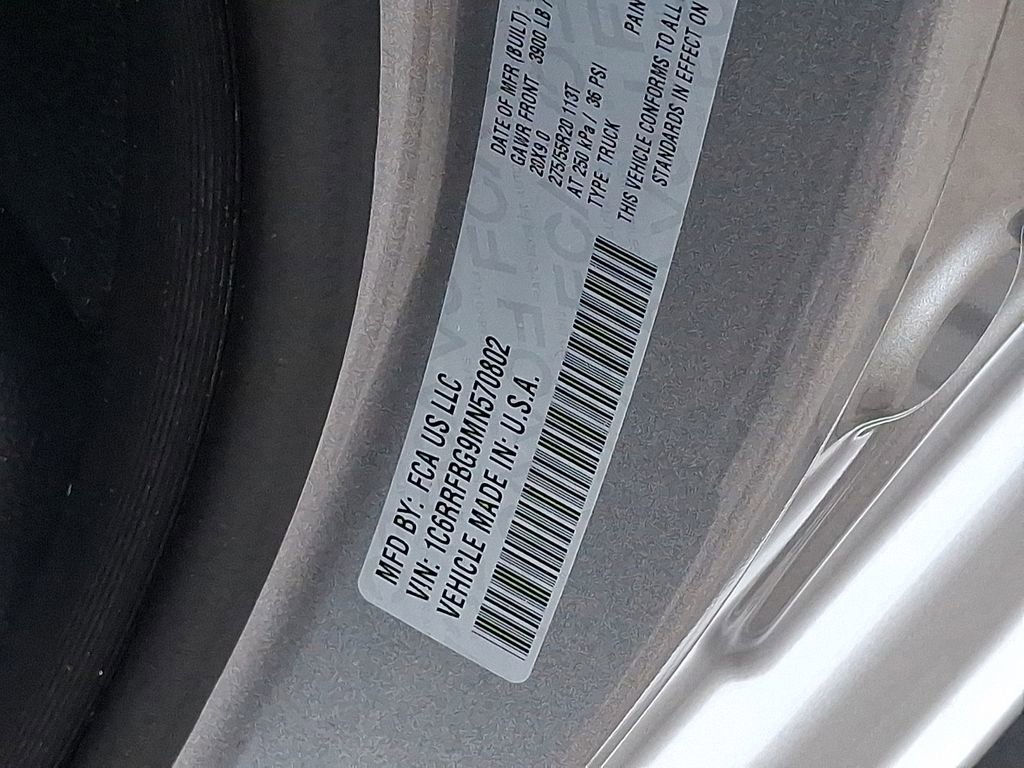 MFD BY: FCA US LLC
VIN: 1C6RRFBG9MN570802
VEHICLE MADE IN: U.S.A.
DATE OF MFR (BUILT)
GAWR FRONT 3900 LB /
20X9.0
275/55R20 113T
AT 250 kPa / 36 PSI
TYPE: TRUCK PAIN
THIS VEHICLE CONFORMS TO ALL
STANDARDS IN EFFECT ON